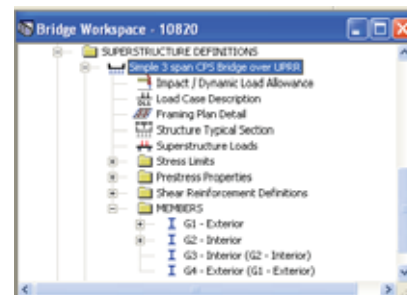 Bridge Workspace - 10820
SUPERSTRUCTURE DEFINITIONS
Simple 3 span CPS Bridge over UPRR
Impact / Dynamic Load Allowance
Load Case Description
Framing Plan Detail
Structure Typical Section
Superstructure Loads
Stress Limits
Prestress Properties
Shear Reinforcement Definitions
MEMBERS
G1 - Exterior
G2 - Interior
G3 - Interior (G2 - Interior)
G4 - Exterior (G1 - Exterior)